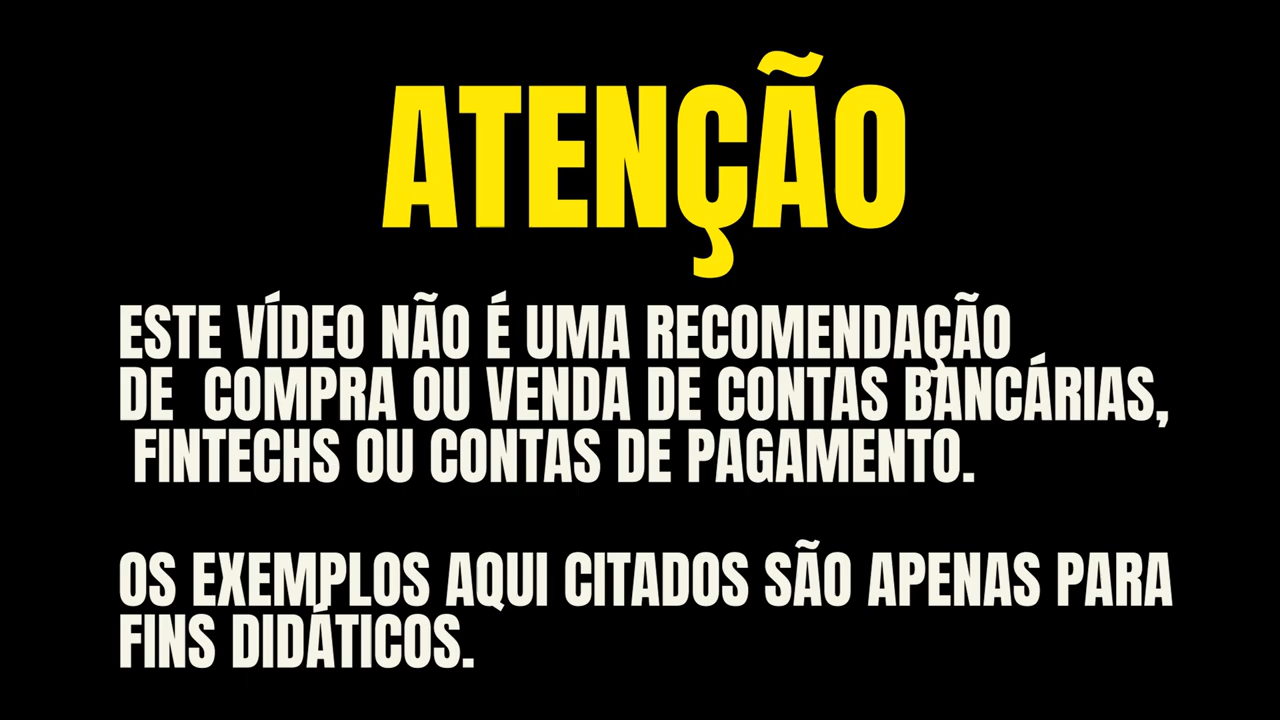 ATENÇÃO
ESTE VÍDEO NÃO É UMA RECOMENDAÇÃO
DE COMPRA OU VENDA DE CONTAS BANCÁRIAS,
FINTECHS OU CONTAS DE PAGAMENTO.
OS EXEMPLOS AQUI CITADOS SÃO APENAS PARA
FINS DIDÁTICOS.